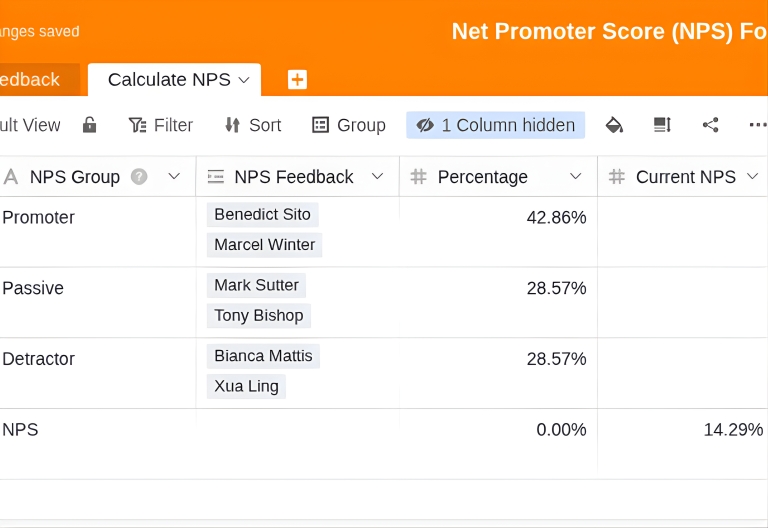 anges saved
Net Promoter Score (NPS) Fo
edback
Calculate NPS
ult View
Filter
Sort
Group
1 Column hidden
A NPS Group ?
NPS Feedback
# Percentage
# Current NPS
Promoter
Benedict Sito
42.86%
Marcel Winter
Passive
Mark Sutter
28.57%
Tony Bishop
Detractor
Bianca Mattis
28.57%
Xua Ling
NPS
0.00%
14.29%